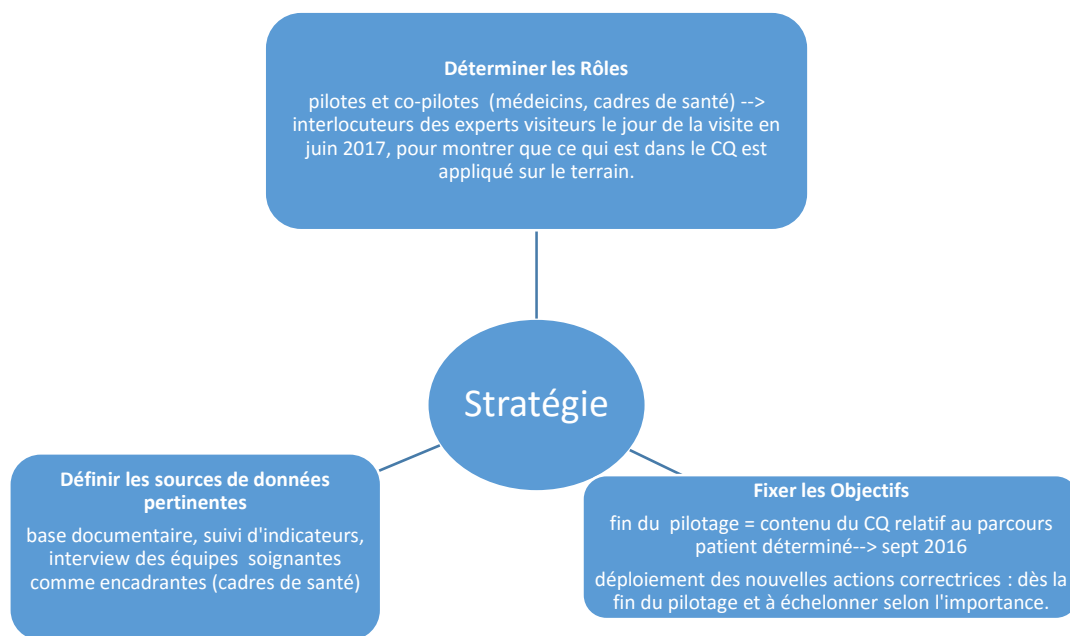 Déterminer les Rôles
pilotes et co-pilotes (médeicins, cadres de santé) -->
interlocuteurs des experts visiteurs le jour de la visite en
juin 2017, pour montrer que ce qui est dans le CQ est
appliqué sur le terrain.
Stratégie
Définir les sources de données
pertinentes
base documentaire, suivi d'indicateurs,
interview des équipes soignantes
comme encadrantes (cadres de santé)
Fixer les Objectifs
fin du pilotage = contenu du CQ relatif au parcours
patient déterminé--> sept 2016
déploiement des nouvelles actions correctrices : dès la
fin du pilotage et à échelonner selon l'importance.